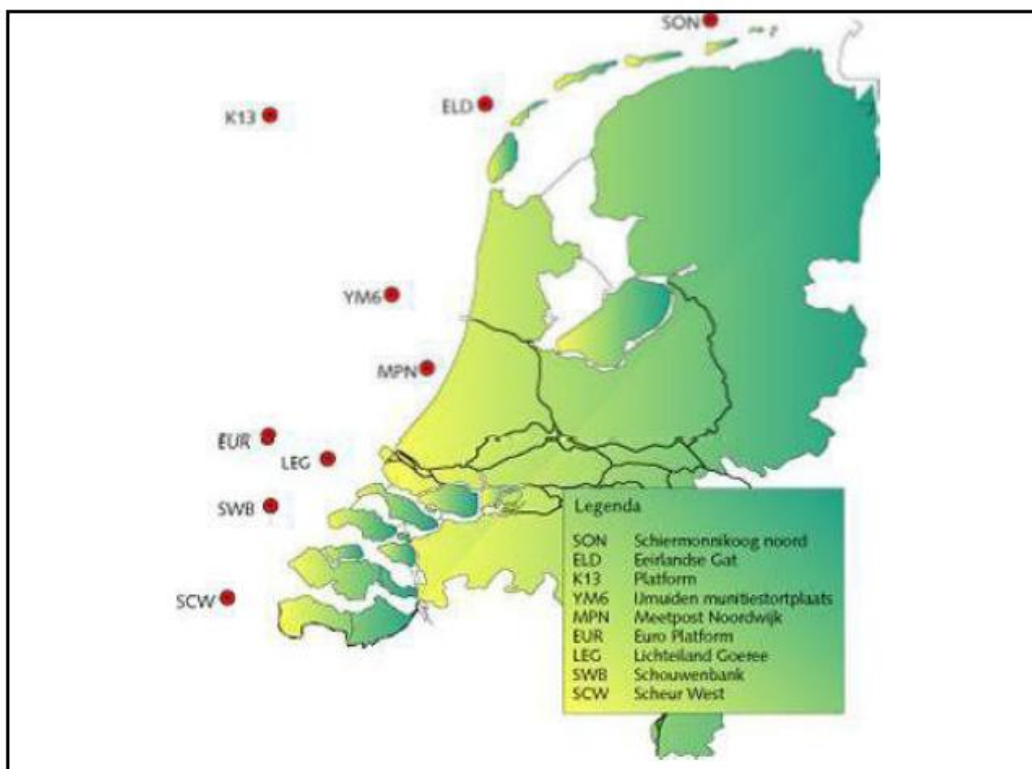 SON
ELD
K13
YM6
MPN
EUR
LEG
SWB
SCW
Legenda
SON Schiermonnikoog noord
ELD Eeirlandse Gat
K13 Platform
YM6 IJmuiden munitiestortplaats
MPN Meetpost Noordwijk
EUR Euro Platform
LEG Lichteiland Goeree
SWB Schouwenbank
SCW Scheur West